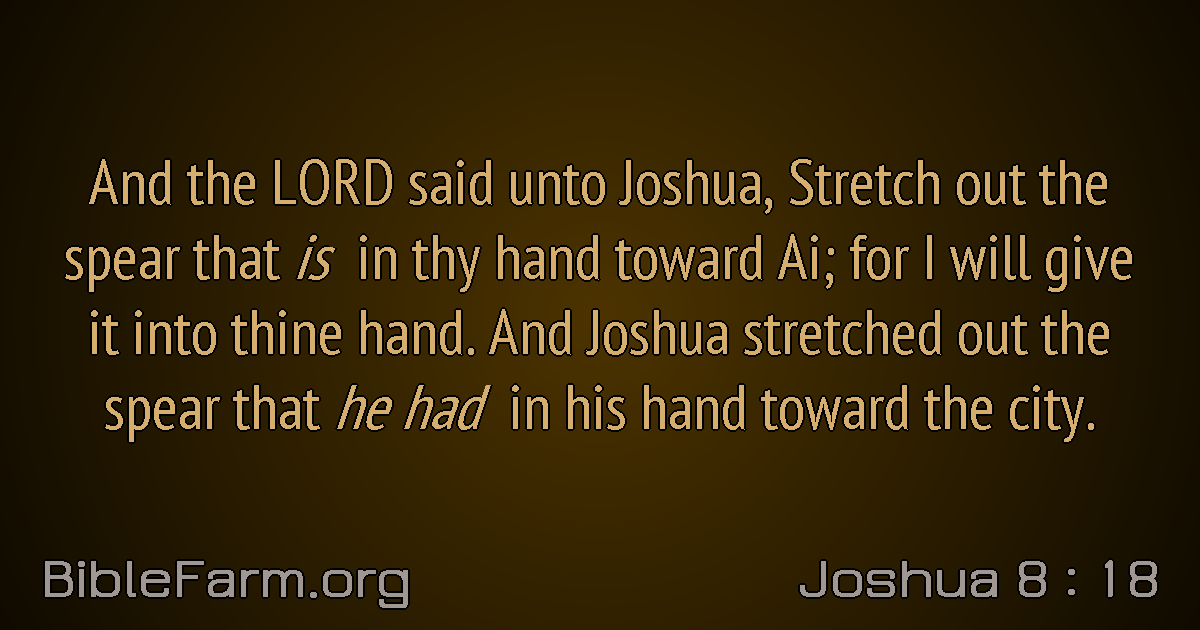 And the LORD said unto Joshua, Stretch out the
spear that is in thy hand toward Ai; for I will give
it into thine hand. And Joshua stretched out the
spear that he had in his hand toward the city.
BibleFarm.org
Joshua 8 : 18